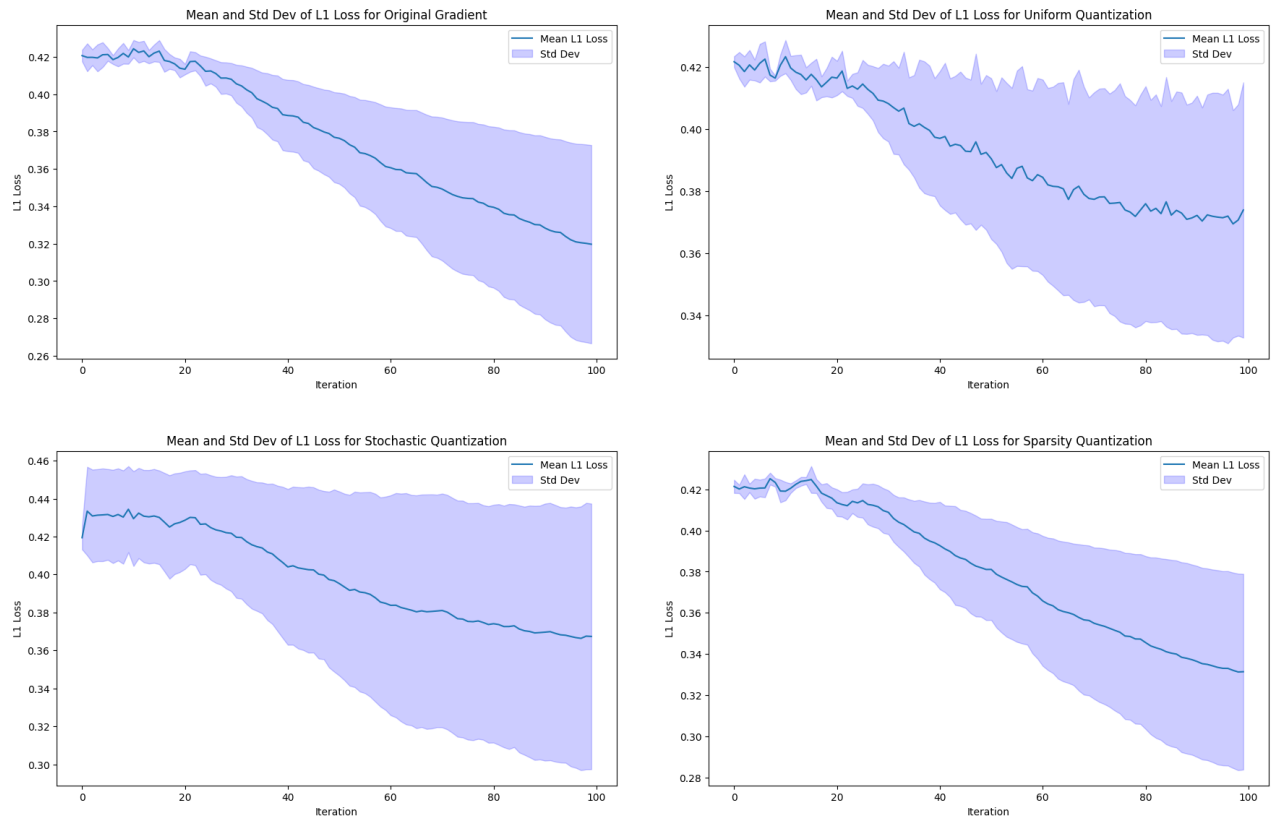 Mean and Std Dev of L1 Loss for Original Gradient
Mean L1 Loss
Std Dev
L1 Loss
0.42
0.40
0.38
0.36
0.34
0.32
0.30
0.28
0.26
0 20 40 60 80 100
Iteration
Mean and Std Dev of L1 Loss for Uniform Quantization
Mean L1 Loss
Std Dev
L1 Loss
0.42
0.40
0.38
0.36
0.34
0 20 40 60 80 100
Iteration
Mean and Std Dev of L1 Loss for Stochastic Quantization
Mean L1 Loss
Std Dev
L1 Loss
0.46
0.44
0.42
0.40
0.38
0.36
0.34
0.32
0.30
0 20 40 60 80 100
Iteration
Mean and Std Dev of L1 Loss for Sparsity Quantization
Mean L1 Loss
Std Dev
L1 Loss
0.42
0.40
0.38
0.36
0.34
0.32
0.30
0.28
0 20 40 60 80 100
Iteration